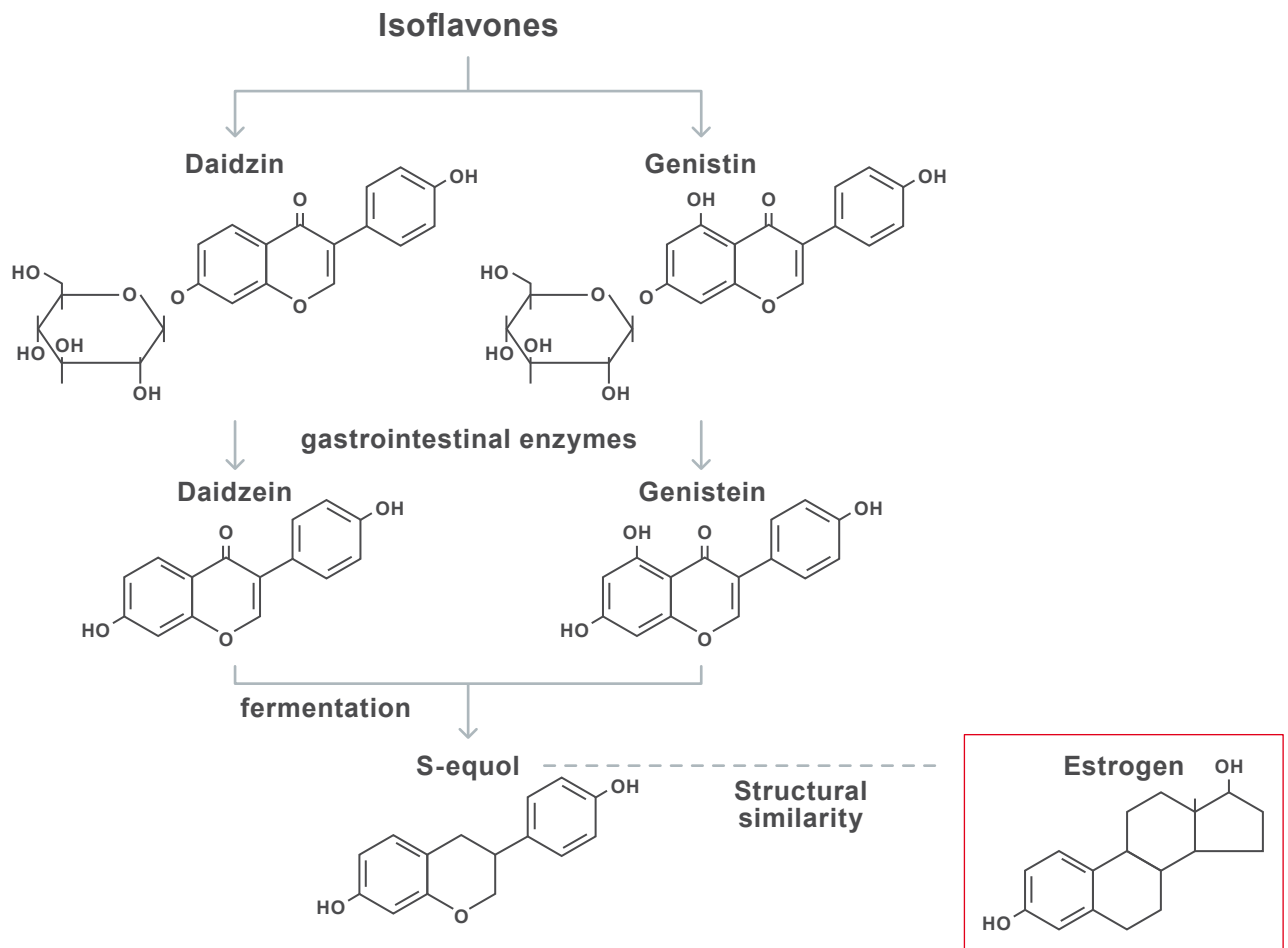 Isoflavones
Daidzin
Genistin
OH
O
OH
O
OH
HO
O
O
O
HO
O
O
O
HO
OH
OH
HO
OH
OH
gastrointestinal enzymes
Daidzein
Genistein
OH
O
OH
O
OH
HO
O
HO
O
fermentation
S-equol
Structural
similarity
Estrogen
OH
OH
HO
O
HO